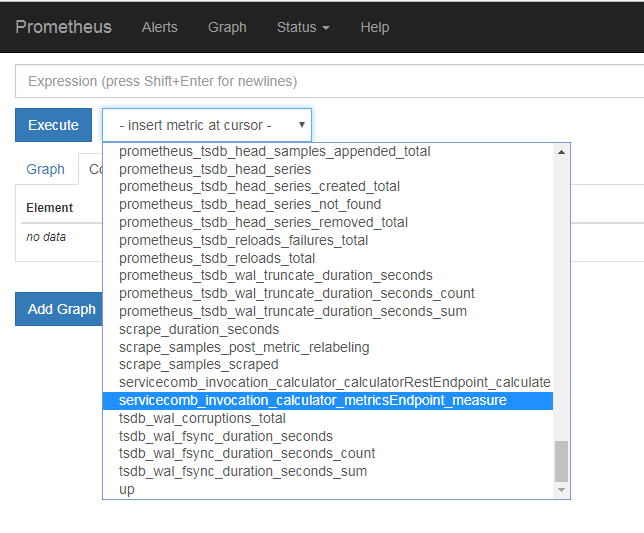 Prometheus Alerts Graph Status Help
Expression (press Shift+Enter for newlines)
Execute - insert metric at cursor -
prometheus_tsdb_head_samples_appended_total
Graph Co prometheus_tsdb_head_series
prometheus_tsdb_head_series_created_total
Element prometheus_tsdb_head_series_not_found
prometheus_tsdb_head_series_removed_total
no data prometheus_tsdb_reloads_failures_total
prometheus_tsdb_reloads_total
prometheus_tsdb_wal_truncate_duration_seconds
prometheus_tsdb_wal_truncate_duration_seconds_count
Add Graph prometheus_tsdb_wal_truncate_duration_seconds_sum
scrape_duration_seconds
scrape_samples_post_metric_relabeling
scrape_samples_scraped
servicecomb_invocation_calculator_calculatorRestEndpoint_calculate
servicecomb_invocation_calculator_metricsEndpoint_measure
tsdb_wal_corruptions_total
tsdb_wal_fsync_duration_seconds
tsdb_wal_fsync_duration_seconds_count
tsdb_wal_fsync_duration_seconds_sum
up